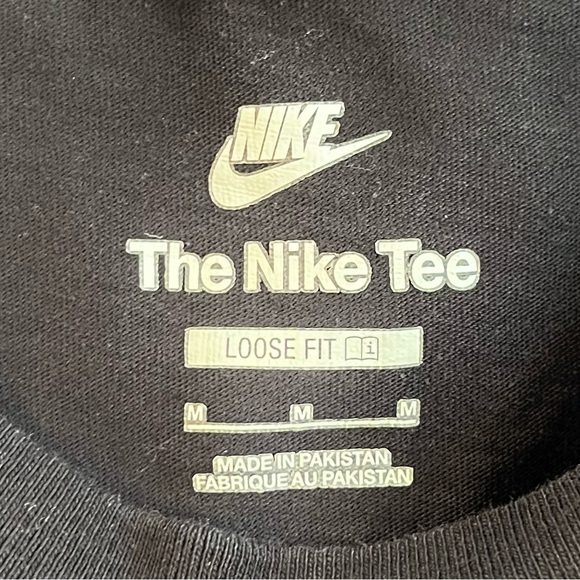 NIKE
The Nike Tee
LOOSE FIT i
M M M
MADE IN PAKISTAN
FABRIQUE AU PAKISTAN